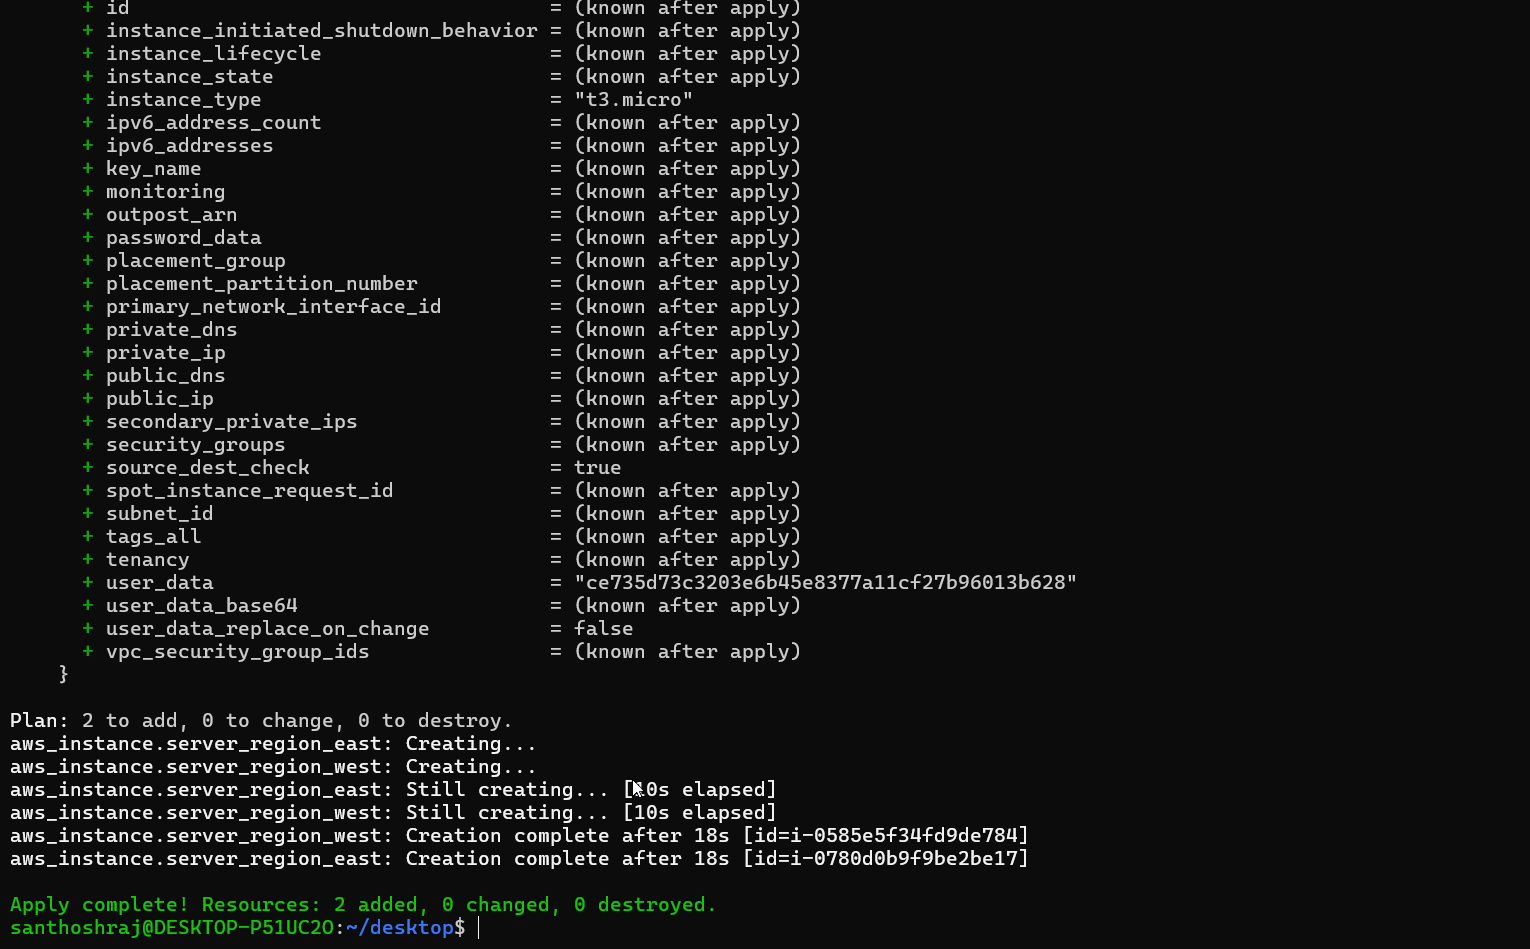 + id = (known after apply)
+ instance_initiated_shutdown_behavior = (known after apply)
+ instance_lifecycle = (known after apply)
+ instance_state = (known after apply)
+ instance_type = "t3.micro"
+ ipv6_address_count = (known after apply)
+ ipv6_addresses = (known after apply)
+ key_name = (known after apply)
+ monitoring = (known after apply)
+ outpost_arn = (known after apply)
+ password_data = (known after apply)
+ placement_group = (known after apply)
+ placement_partition_number = (known after apply)
+ primary_network_interface_id = (known after apply)
+ private_dns = (known after apply)
+ private_ip = (known after apply)
+ public_dns = (known after apply)
+ public_ip = (known after apply)
+ secondary_private_ips = (known after apply)
+ security_groups = (known after apply)
+ source_dest_check = true
+ spot_instance_request_id = (known after apply)
+ subnet_id = (known after apply)
+ tags_all = (known after apply)
+ tenancy = (known after apply)
+ user_data = "ce735d73c3203e6b45e8377a11cf27b96013b628"
+ user_data_base64 = (known after apply)
+ user_data_replace_on_change = false
+ vpc_security_group_ids = (known after apply)
}
Plan: 2 to add, 0 to change, 0 to destroy.
aws_instance.server_region_east: Creating...
aws_instance.server_region_west: Creating...
aws_instance.server_region_east: Still creating... [10s elapsed]
aws_instance.server_region_west: Still creating... [10s elapsed]
aws_instance.server_region_west: Creation complete after 18s [id=i-0585e5f34fd9de784]
aws_instance.server_region_east: Creation complete after 18s [id=i-0780d0b9f9be2be17]
Apply complete! Resources: 2 added, 0 changed, 0 destroyed.
santhoshraj@DESKTOP-P51UC2O:~/desktop$